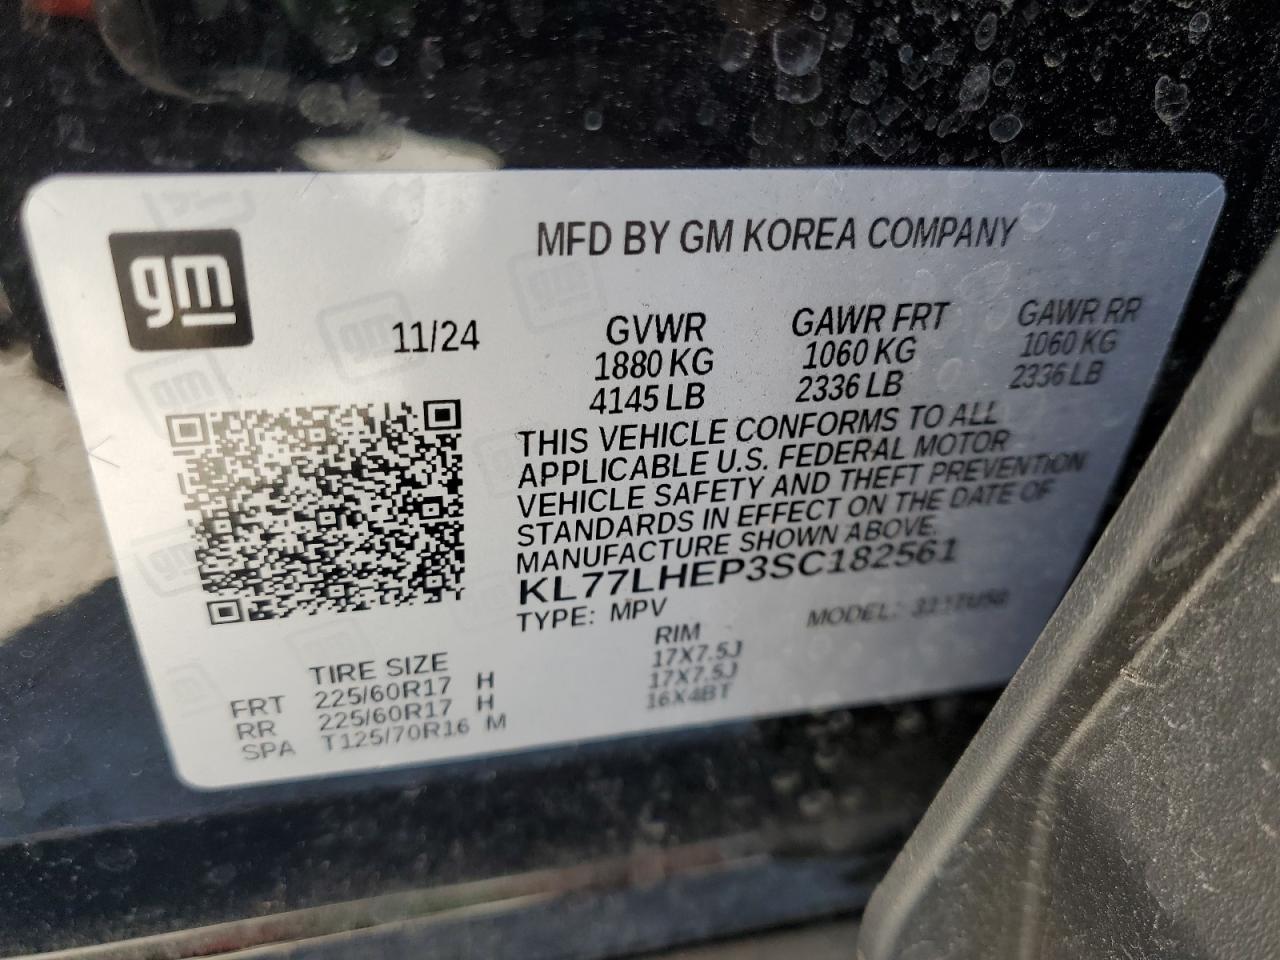 gm
MFD BY GM KOREA COMPANY
11/24
GVWR
1880 KG
4145 LB
GAWR FRT
1060 KG
2336 LB
GAWR RR
1060 KG
2336 LB
THIS VEHICLE CONFORMS TO ALL
APPLICABLE U.S. FEDERAL MOTOR
VEHICLE SAFETY AND THEFT PREVENTION
STANDARDS IN EFFECT ON THE DATE OF
MANUFACTURE SHOWN ABOVE.
KL77LHEP3SC182561
TYPE: MPV
MODEL:
TIRE SIZE RIM
FRT 225/60R17 H 17X7.5J
RR 225/60R17 H 17X7.5J
SPA T125/70R16 M 16X4BT